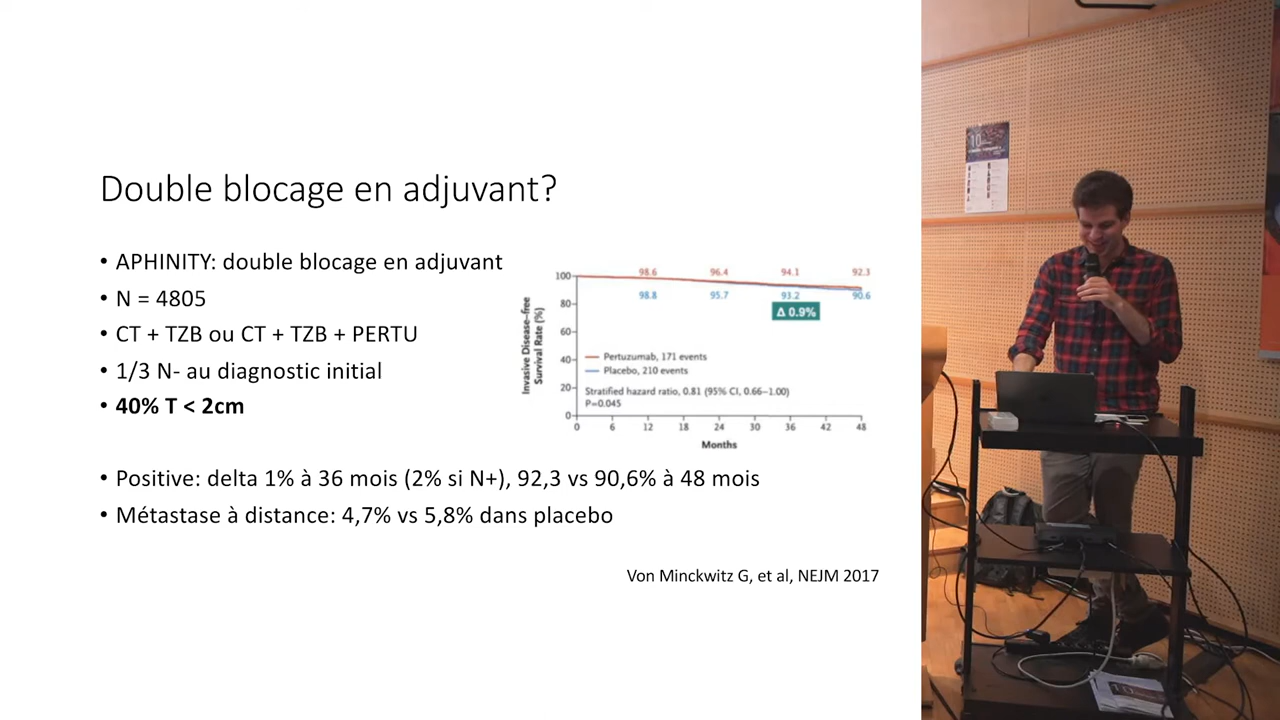 Double blocage en adjuvant?
• APHINITY: double blocage en adjuvant
• N = 4805
• CT + TZB ou CT + TZB + PERTU
• 1/3 N- au diagnostic initial
• 40% T < 2cm
Invasive Disease-free
Survival Rate (%)
100
80
60
40
20
0
98.6 96.4 94.1 92.3
98.8 95.7 93.2 90.6
Δ 0.9%
Pertuzumab, 171 events
Placebo, 210 events
Stratified hazard ratio, 0.81 (95% CI, 0.66–1.00)
P=0.045
0 6 12 18 24 30 36 42 48
Months
• Positive: delta 1% à 36 mois (2% si N+), 92,3 vs 90,6% à 48 mois
• Métastase à distance: 4,7% vs 5,8% dans placebo
Von Minckwitz G, et al, NEJM 2017
10